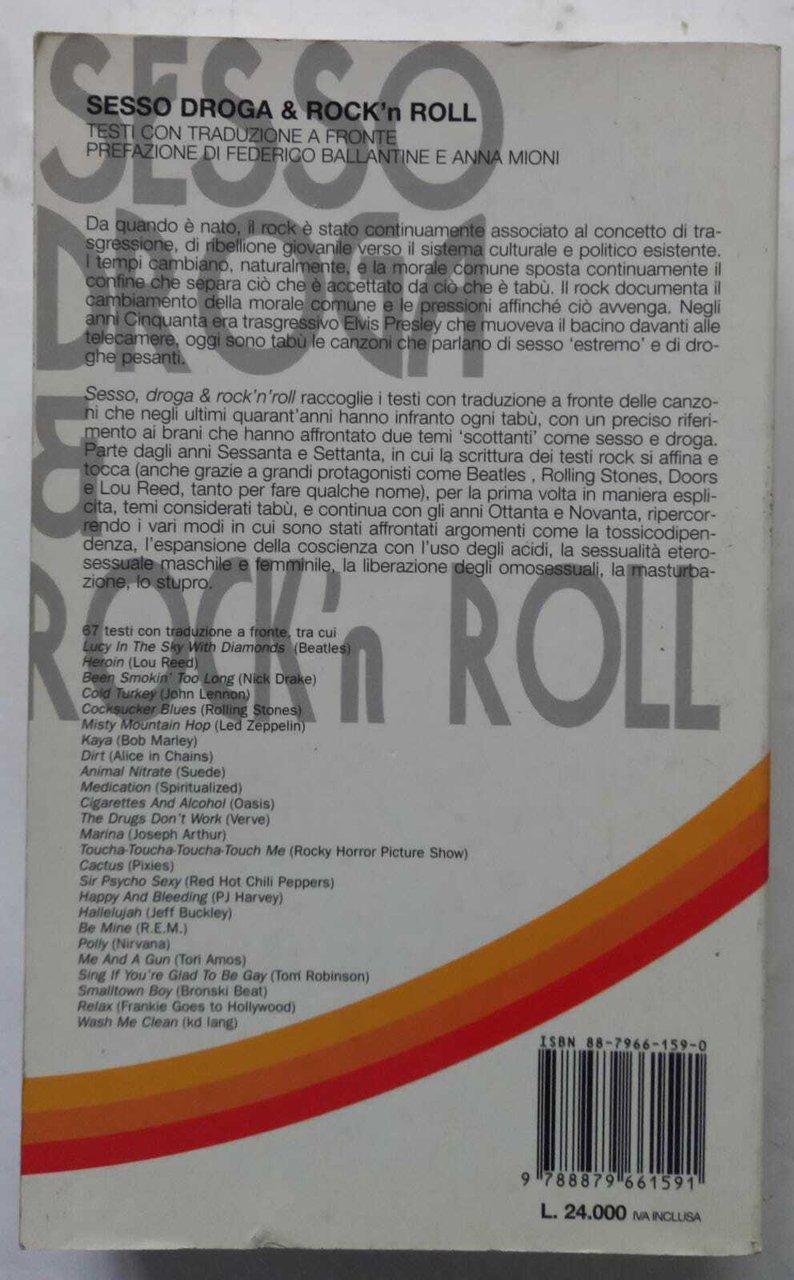 SESSO DROGA & ROCK'n ROLL
SESSO DROGA & ROCK'n ROLL
TESTI CON TRADUZIONE A FRONTE
PREFAZIONE DI FEDERICO BALLANTINE E ANNA MIONI
Da quando è nato, il rock è stato continuamente associato al concetto di tra-
sgressione, di ribellione giovanile verso il sistema culturale e politico esistente.
I tempi cambiano, naturalmente, e la morale comune sposta continuamente il
confine che separa ciò che è accettato da ciò che è tabù. Il rock documenta il
cambiamento della morale comune e le pressioni affinché ciò avvenga. Negli
anni Cinquanta era trasgressivo Elvis Presley che muoveva il bacino davanti alle
telecamere, oggi sono tabù le canzoni che parlano di sesso 'estremo' e di dro-
ghe pesanti.
Sesso, droga & rock'n'roll raccoglie i testi con traduzione a fronte delle canzo-
ni che negli ultimi quarant'anni hanno infranto ogni tabù, con un preciso riferi-
mento ai brani che hanno affrontato due temi 'scottanti' come sesso e droga.
Parte dagli anni Sessanta e Settanta, in cui la scrittura dei testi rock si affina e
tocca (anche grazie a grandi protagonisti come Beatles , Rolling Stones, Doors
e Lou Reed, tanto per fare qualche nome), per la prima volta in maniera espli-
cita, temi considerati tabù, e continua con gli anni Ottanta e Novanta, ripercor-
rendo i vari modi in cui sono stati affrontati argomenti come la tossicodipen-
denza, l'espansione della coscienza con l'uso degli acidi, la sessualità etero-
sessuale maschile e femminile, la liberazione degli omosessuali, la masturba-
zione, lo stupro.
67 testi con traduzione a fronte, tra cui
Lucy In The Sky With Diamonds (Beatles)
Heroin (Lou Reed)
Been Smokin' Too Long (Nick Drake)
Cold Turkey (John Lennon)
Cocksucker Blues (Rolling Stones)
Misty Mountain Hop (Led Zeppelin)
Kaya (Bob Marley)
Dirt (Alice in Chains)
Animal Nitrate (Suede)
Medication (Spiritualized)
Cigarettes And Alcohol (Oasis)
The Drugs Don't Work (Verve)
Marina (Joseph Arthur)
Toucha-Toucha-Toucha-Touch Me (Rocky Horror Picture Show)
Cactus (Pixies)
Sir Psycho Sexy (Red Hot Chili Peppers)
Happy And Bleeding (PJ Harvey)
Hallelujah (Jeff Buckley)
Be Mine (R.E.M.)
Polly (Nirvana)
Me And A Gun (Tori Amos)
Sing If You're Glad To Be Gay (Tom Robinson)
Smalltown Boy (Bronski Beat)
Relax (Frankie Goes to Hollywood)
Wash Me Clean (kd lang)
ISBN 88-7966-159-0
9 788879 661591
L. 24.000 IVA INCLUSA